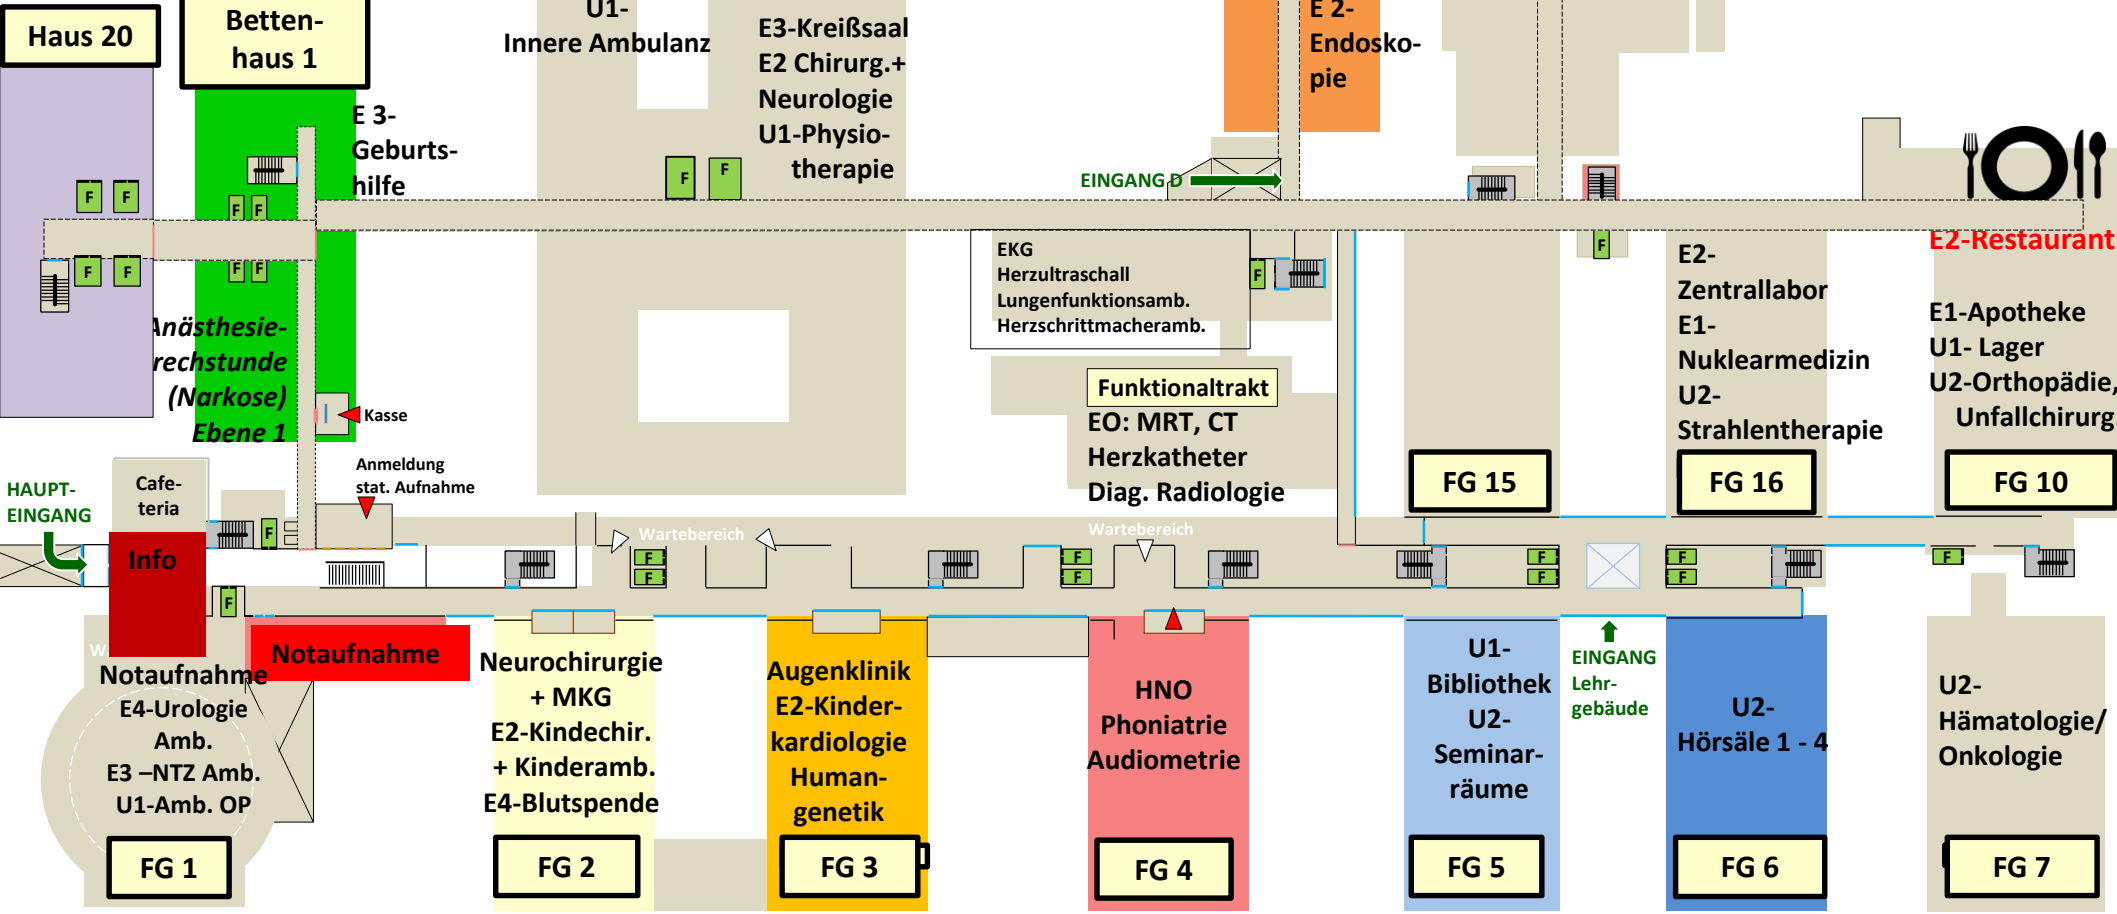 Haus 20
Betten-
haus 1
U1-
Innere Ambulanz
E3-Kreißsaal
E2 Chirurg.+
Neurologie
U1-Physio-
therapie
E 2-
Endosko-
pie
E 3-
Geburts-
hilfe
F
F
F
F
F
F
F
F
F
F
EINGANG D
EKG
Herzultraschall
Lungenfunktionsamb.
Herzschrittmacheramb.
F
F
E2-
Zentrallabor
E1-
Nuklearmedizin
U2-
Strahlentherapie
E2-Restaurant
E1-Apotheke
U1- Lager
U2-Orthopädie,
Unfallchirurg.
Anästhesie-
rechstunde
(Narkose)
Ebene 1
Kasse
Anmeldung
stat. Aufnahme
Funktionaltrakt
EO: MRT, CT
Herzkatheter
Diag. Radiologie
FG 15
FG 16
FG 10
HAUPT-
EINGANG
Cafe-
teria
Info
F
F
Wartebereich
Wartebereich
F
F
F
F
F
F
F
F
F
Notaufnahme
Notaufnahme
E4-Urologie
Amb.
E3 –NTZ Amb.
U1-Amb. OP
FG 1
Neurochirurgie
+ MKG
E2-Kindechir.
+ Kinderamb.
E4-Blutspende
FG 2
Augenklinik
E2-Kinder-
kardiologie
Human-
genetik
FG 3
HNO
Phoniatrie
Audiometrie
FG 4
U1-
Bibliothek
U2-
Seminar-
räume
FG 5
EINGANG
Lehr-
gebäude
U2-
Hörsäle 1 - 4
FG 6
U2-
Hämatologie/
Onkologie
FG 7